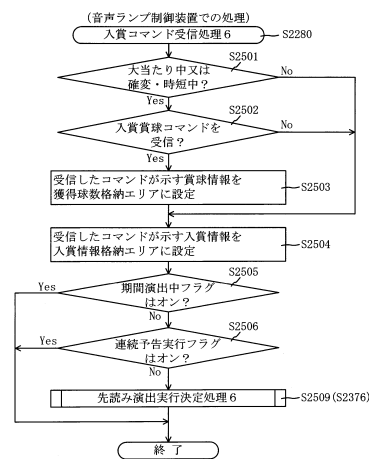 (音声ランプ制御装置での処理)
入賞コマンド受信処理6
S2280
S2501
大当たり中又は
確変・時短中?
No
Yes
S2502
入賞賞球コマンドを
受信?
No
Yes
受信したコマンドが示す賞球情報を
獲得球数格納エリアに設定
S2503
受信したコマンドが示す入賞情報を
入賞情報格納エリアに設定
S2504
S2505
Yes
期間演出中フラグ
はオン?
No
S2506
Yes
連続予告実行フラグ
はオン?
No
先読み演出実行決定処理6
S2509(S2376)
終了